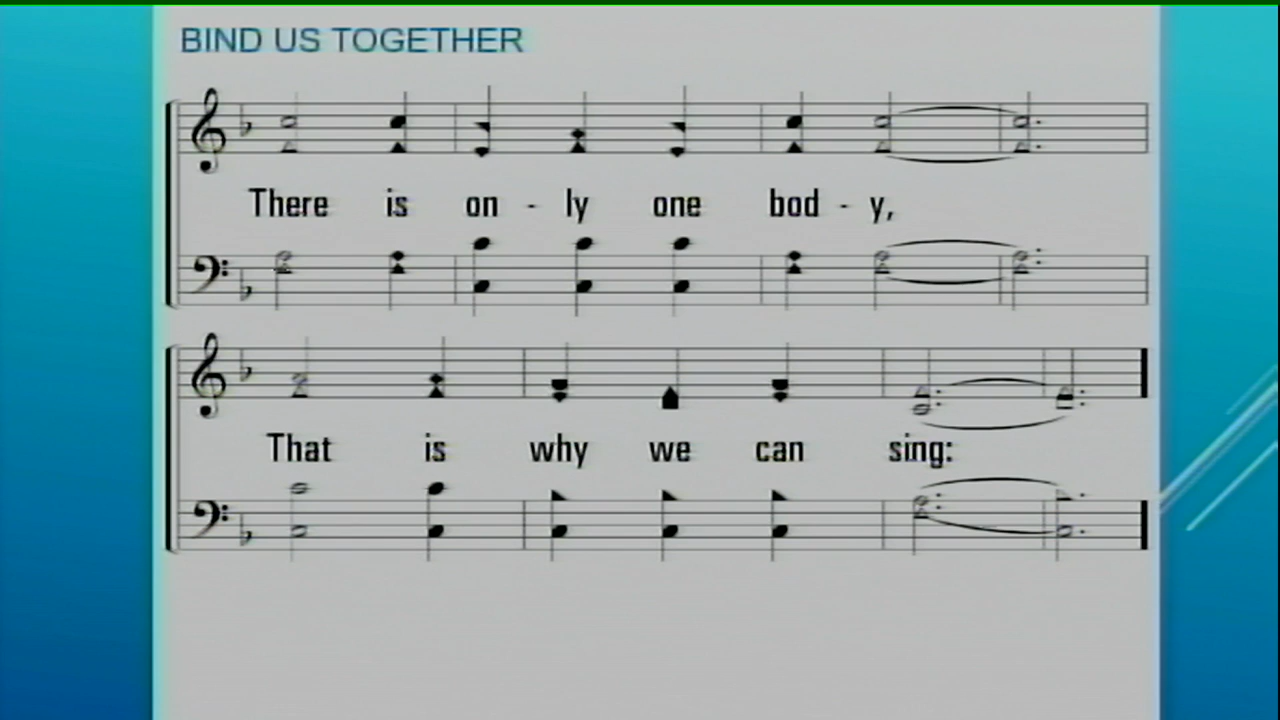 BIND US TOGETHER
There is on - ly one bod - y,
That is why we can sing: